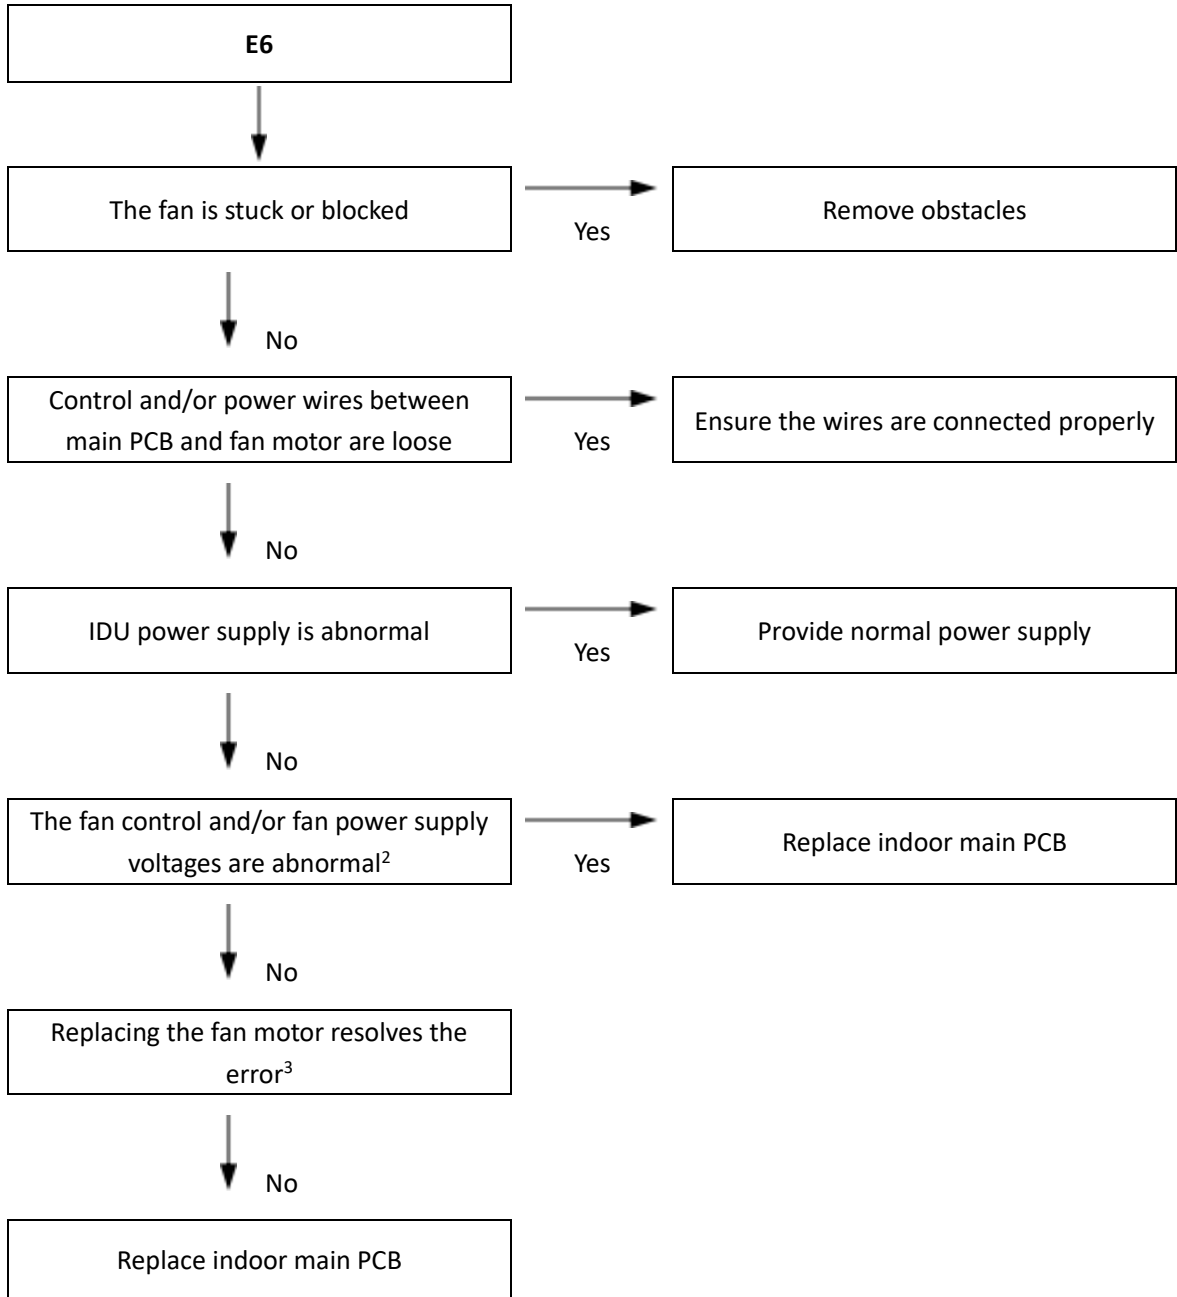 E6
The fan is stuck or blocked
Yes
Remove obstacles
No
Control and/or power wires between
main PCB and fan motor are loose
Yes
Ensure the wires are connected properly
No
IDU power supply is abnormal
Yes
Provide normal power supply
No
The fan control and/or fan power supply
voltages are abnormal²
Yes
Replace indoor main PCB
No
Replacing the fan motor resolves the
error³
No
Replace indoor main PCB